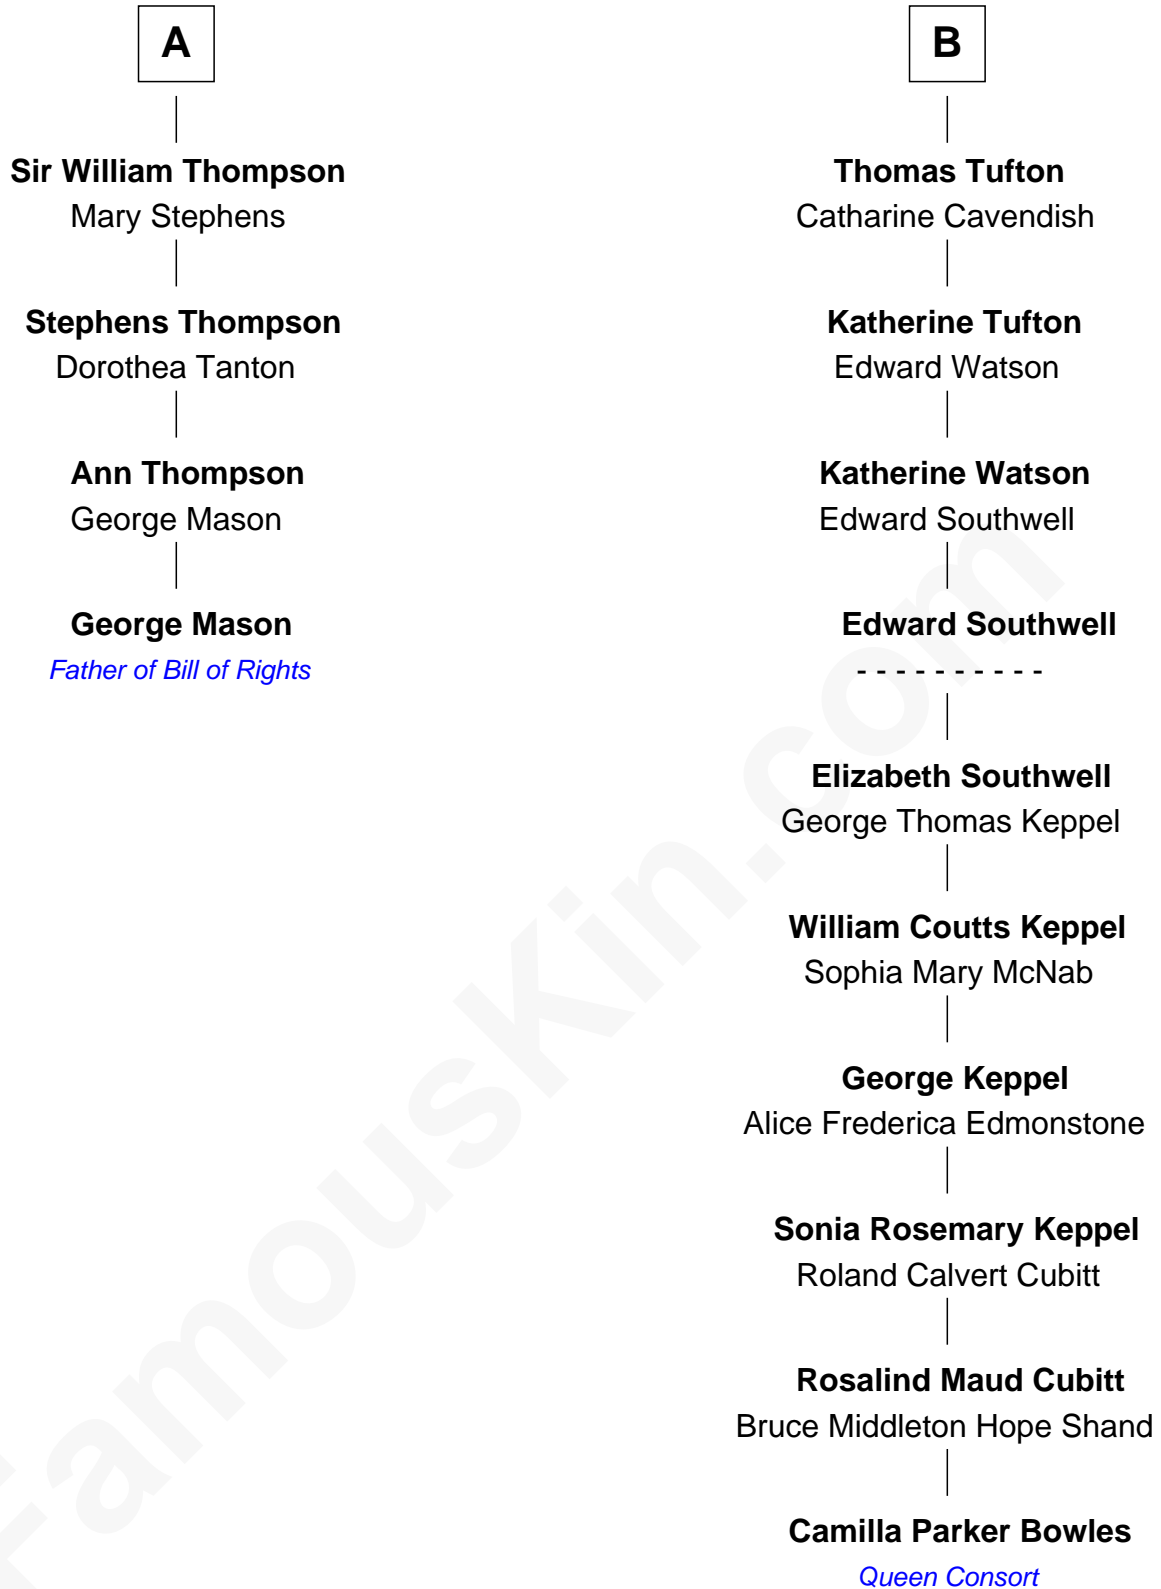 A
Sir William Thompson
Mary Stephens
Stephens Thompson
Dorothea Tanton
Ann Thompson
George Mason
George Mason
Father of Bill of Rights
B
Thomas Tufton
Catharine Cavendish
Katherine Tufton
Edward Watson
Katherine Watson
Edward Southwell
Edward Southwell
- - - - - - - - - -
Elizabeth Southwell
George Thomas Keppel
William Coutts Keppel
Sophia Mary McNab
George Keppel
Alice Frederica Edmonstone
Sonia Rosemary Keppel
Roland Calvert Cubitt
Rosalind Maud Cubitt
Bruce Middleton Hope Shand
Camilla Parker Bowles
Queen Consort
FamousKin.com